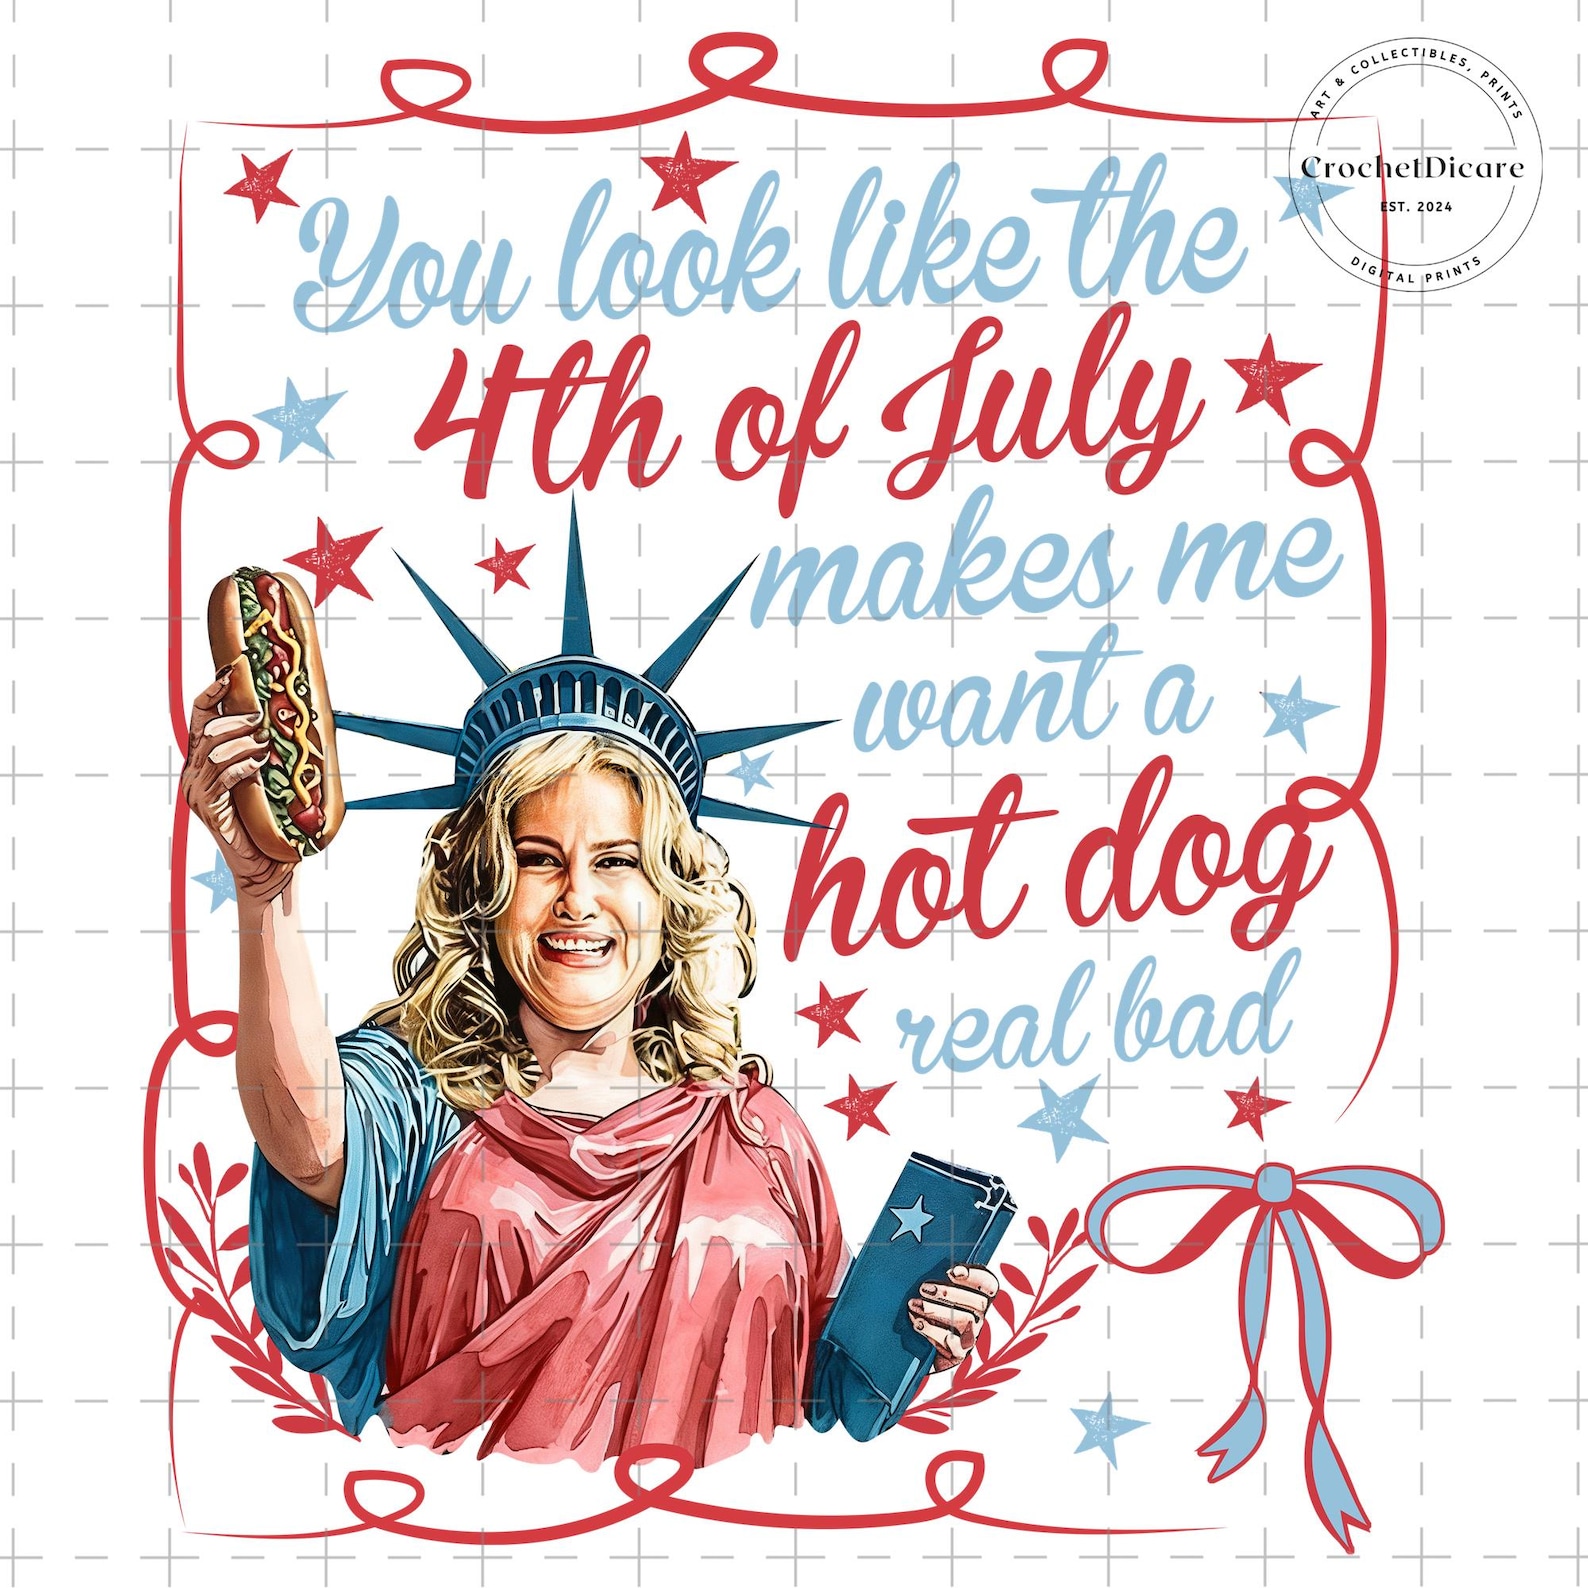 You look like the
4th of July
makes me
want a
hot dog
real bad
ART & COLLECTIBLES, PRINTS
CrochetDicare
EST. 2024
DIGITAL PRINTS